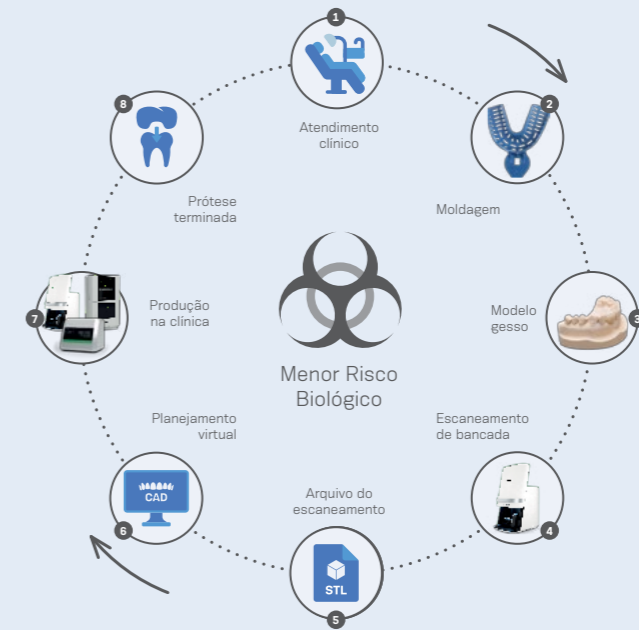 1
Atendimento
clínico
2
Moldagem
3
Modelo
gesso
4
Escaneamento
de bancada
5
Arquivo do
escaneamento
STL
6
Planejamento
virtual
CAD
7
Produção
na clínica
8
Prótese
terminada
Menor Risco
Biológico